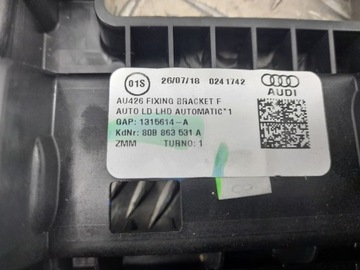 01S 26/07/18 0241742
AUDI
AU426 FIXING BRACKET F
AUTO LD LHD AUTOMATIC*1
GAP: 1315614-A
KdNr: 80B 863 531 A
ZMM TURNO: 1